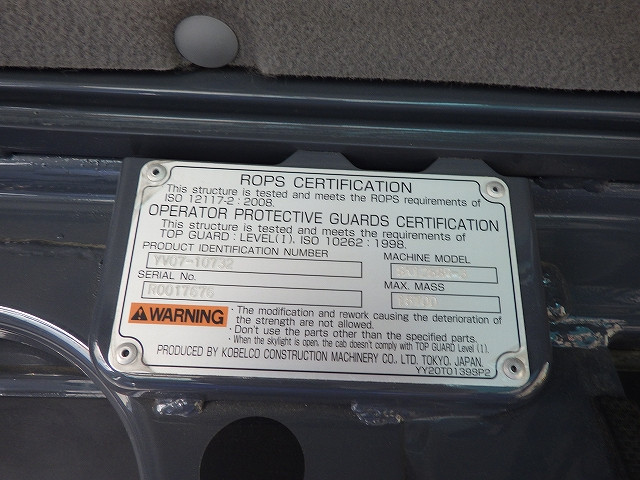 ROPS CERTIFICATION
This structure is tested and meets the ROPS requirements of
ISO 12117-2 : 2008.
OPERATOR PROTECTIVE GUARDS CERTIFICATION
This structure is tested and meets the requirements of
TOP GUARD : LEVEL(I). ISO 10262 : 1998.
PRODUCT IDENTIFICATION NUMBER
YV07-10732
MACHINE MODEL
SERIAL No.
R0017676
MAX. MASS
WARNING
· The modification and rework causing the deterioration of
the strength are not allowed.
· Don't use the parts other than the specified parts.
· When the skylight is open. the cab doesn't comply with TOP GUARD Level (I).
PRODUCED BY KOBELCO CONSTRUCTION MACHINERY CO., LTD. TOKYO, JAPAN.
YY20T01398P2